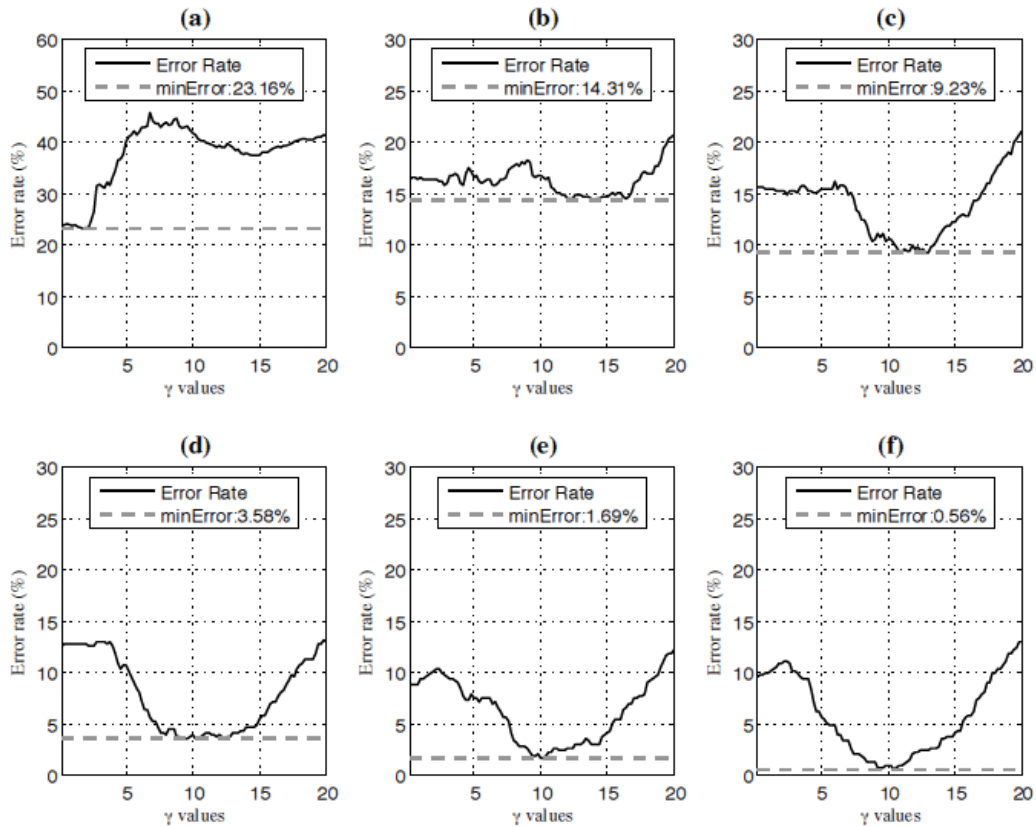 (a)
60
50
40
30
20
10
0
Error rate (%)
Error Rate
minError:23.16%
5 10 15 20
γ values
(b)
30
25
20
15
10
5
0
Error rate (%)
Error Rate
minError:14.31%
5 10 15 20
γ values
(c)
30
25
20
15
10
5
0
Error rate (%)
Error Rate
minError:9.23%
5 10 15 20
γ values
(d)
30
25
20
15
10
5
0
Error rate (%)
Error Rate
minError:3.58%
5 10 15 20
γ values
(e)
30
25
20
15
10
5
0
Error rate (%)
Error Rate
minError:1.69%
5 10 15 20
γ values
(f)
30
25
20
15
10
5
0
Error rate (%)
Error Rate
minError:0.56%
5 10 15 20
γ values